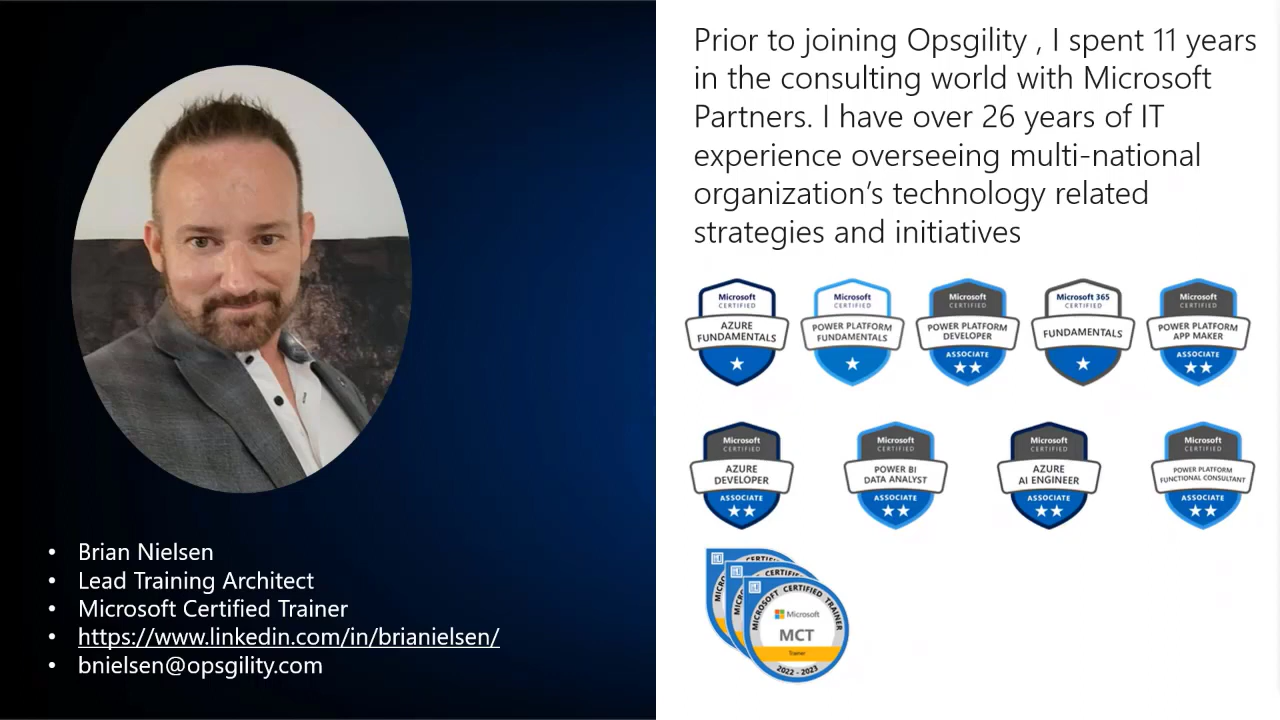 Prior to joining Opsgility , I spent 11 years
in the consulting world with Microsoft
Partners. I have over 26 years of IT
experience overseeing multi-national
organization's technology related
strategies and initiatives
Microsoft
CERTIFIED
AZURE
FUNDAMENTALS
Microsoft
CERTIFIED
POWER PLATFORM
FUNDAMENTALS
Microsoft
CERTIFIED
POWER PLATFORM
DEVELOPER
ASSOCIATE
Microsoft 365
CERTIFIED
FUNDAMENTALS
Microsoft
CERTIFIED
POWER PLATFORM
APP MAKER
ASSOCIATE
Microsoft
CERTIFIED
AZURE
DEVELOPER
ASSOCIATE
Microsoft
CERTIFIED
POWER BI
DATA ANALYST
ASSOCIATE
Microsoft
CERTIFIED
AZURE
AI ENGINEER
ASSOCIATE
Microsoft
CERTIFIED
POWER PLATFORM
FUNCTIONAL CONSULTANT
ASSOCIATE
MICROSOFT CERTIFIED TRAINER
Microsoft
MCT
Trainer
2022 - 2023
• Brian Nielsen
• Lead Training Architect
• Microsoft Certified Trainer
• https://www.linkedin.com/in/brianielsen/
• bnielsen@opsgility.com